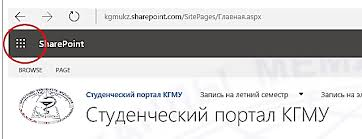 kgmukz.sharepoint.com/SitePages/Главная.aspx
SharePoint
BROWSE PAGE
Студенческий портал КГМУ Запись на летний семестр Запись на эл
Студенческий портал КГМУ